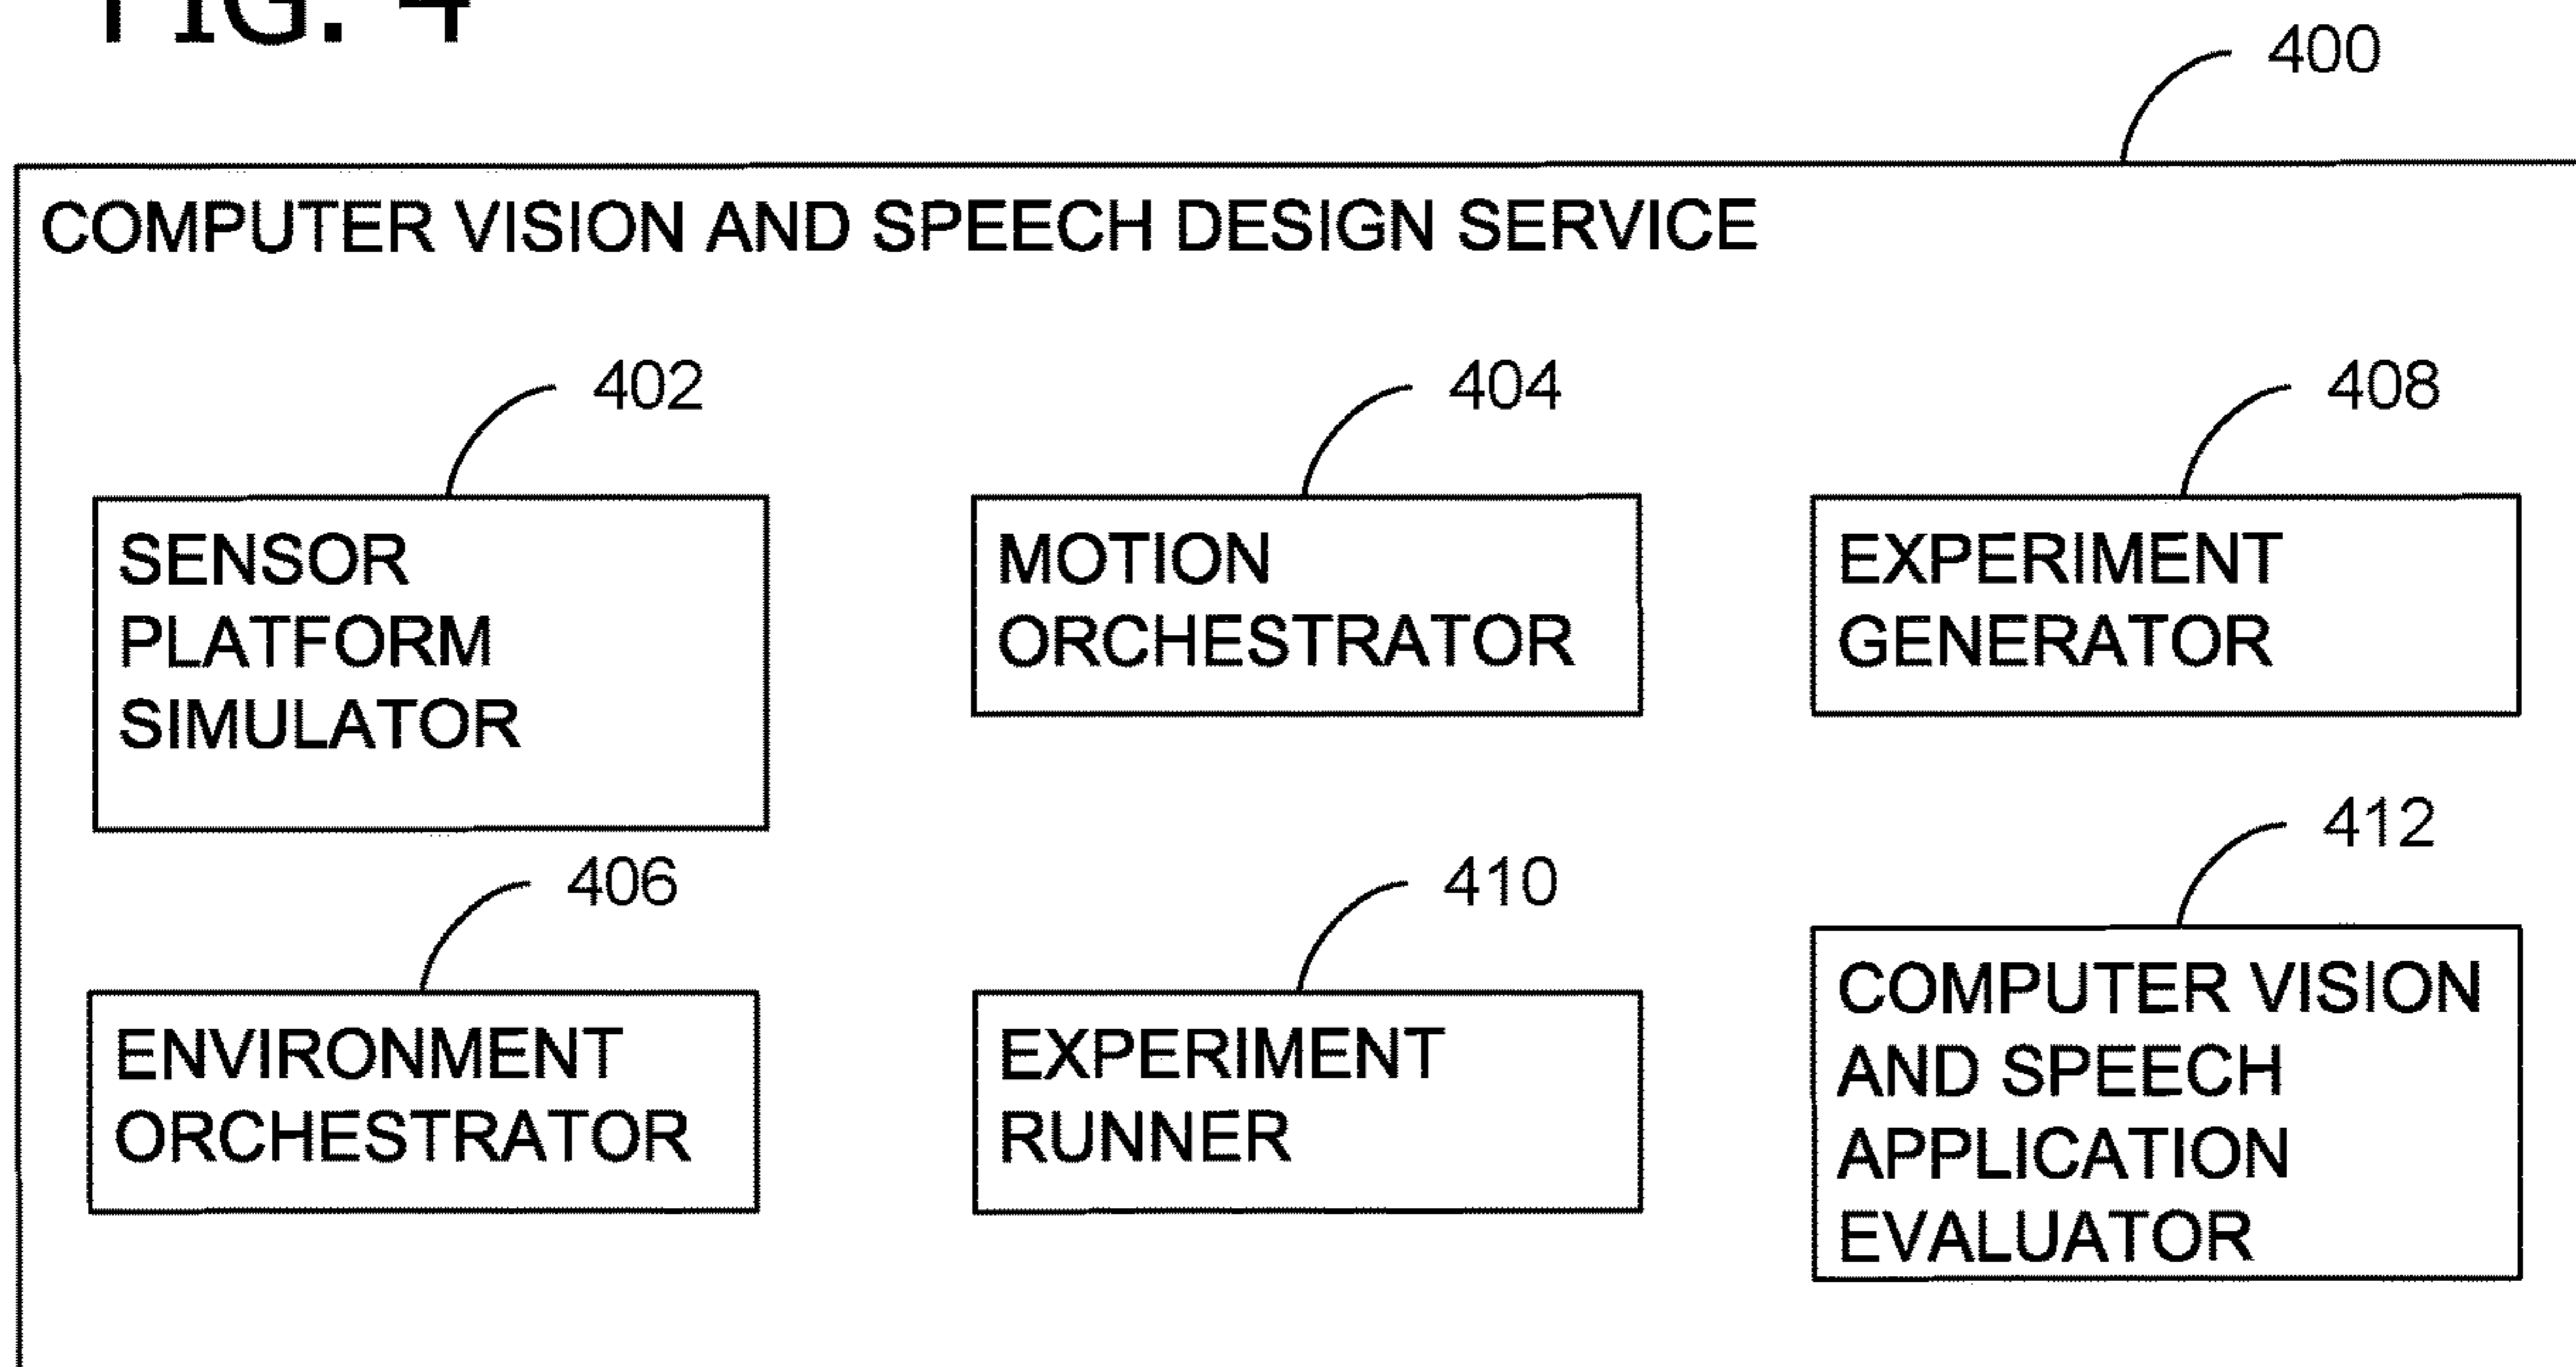 FIG. 4
400
COMPUTER VISION AND SPEECH DESIGN SERVICE
402
404
408
SENSOR
PLATFORM
SIMULATOR
MOTION
ORCHESTRATOR
EXPERIMENT
GENERATOR
406
410
412
ENVIRONMENT
ORCHESTRATOR
EXPERIMENT
RUNNER
COMPUTER VISION
AND SPEECH
APPLICATION
EVALUATOR